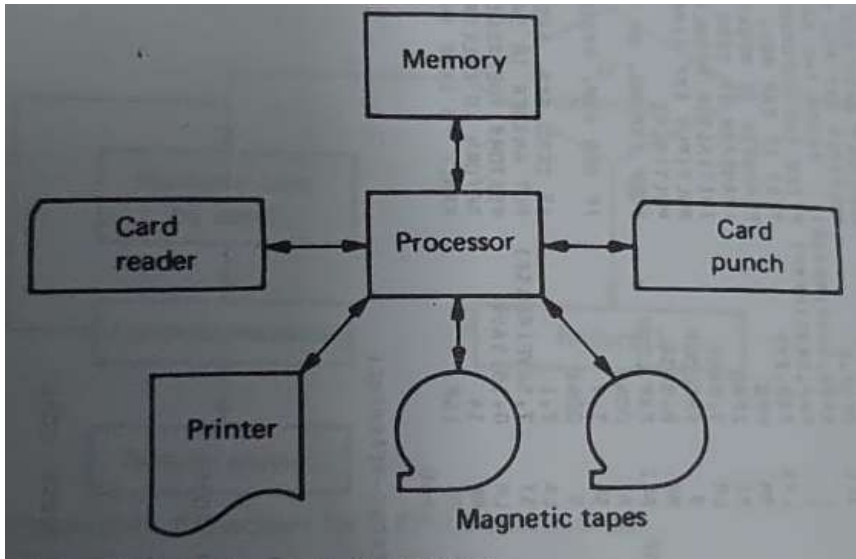 Memory
Card
reader
Processor
Card
punch
Printer
Magnetic tapes